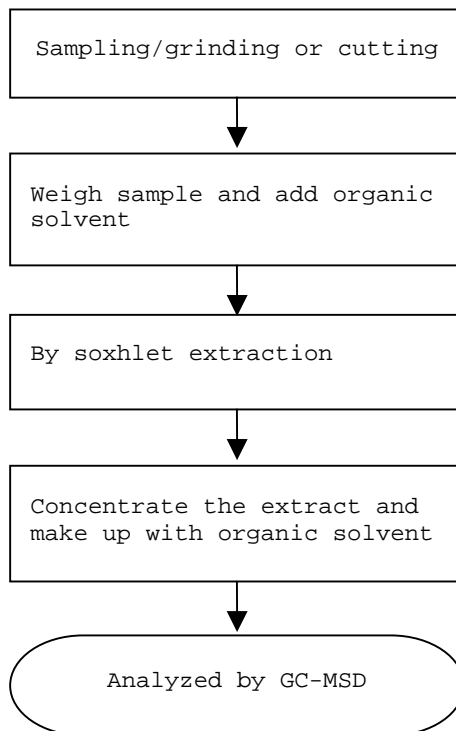 Sampling/grinding or cutting
Weigh sample and add organic
solvent
By soxhlet extraction
Concentrate the extract and
make up with organic solvent
Analyzed by GC-MSD